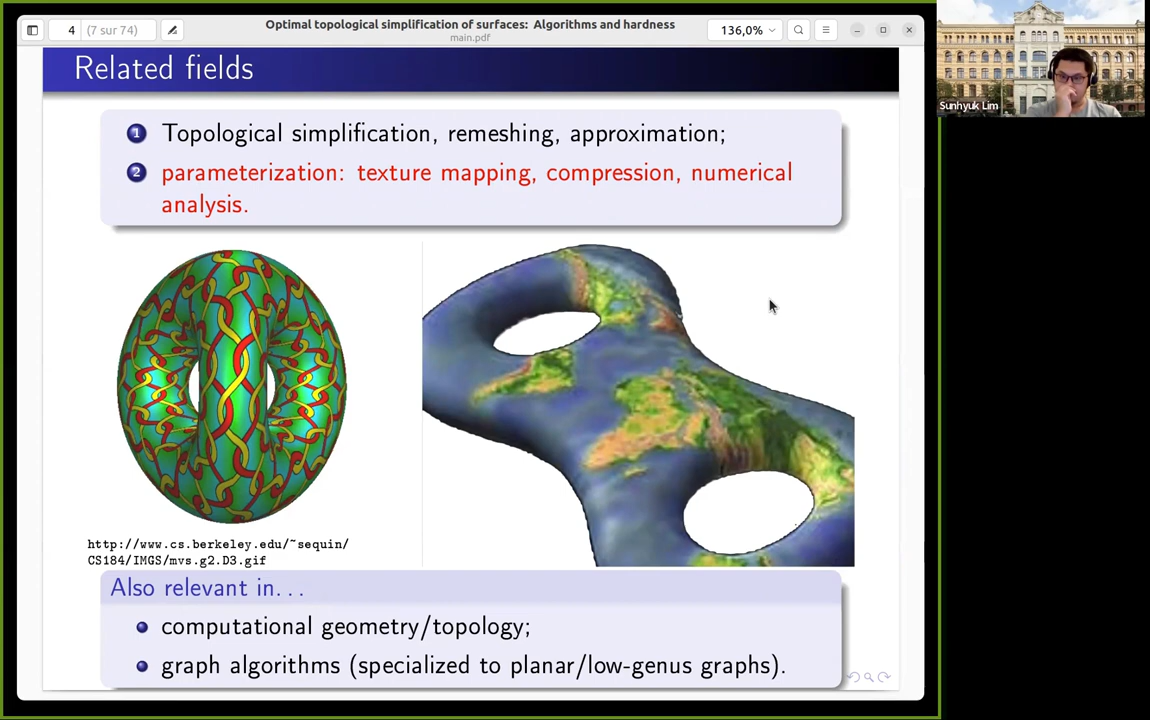 4
(7 sur 74)
Optimal topological simplification of surfaces: Algorithms and hardness
main.pdf
136,0%
Related fields
1 Topological simplification, remeshing, approximation;
2 parameterization: texture mapping, compression, numerical
analysis.
http://www.cs.berkeley.edu/~sequin/
CS184/IMGS/mvs.g2.D3.gif
Also relevant in...
computational geometry/topology;
graph algorithms (specialized to planar/low-genus graphs).
Sunhyuk Lim